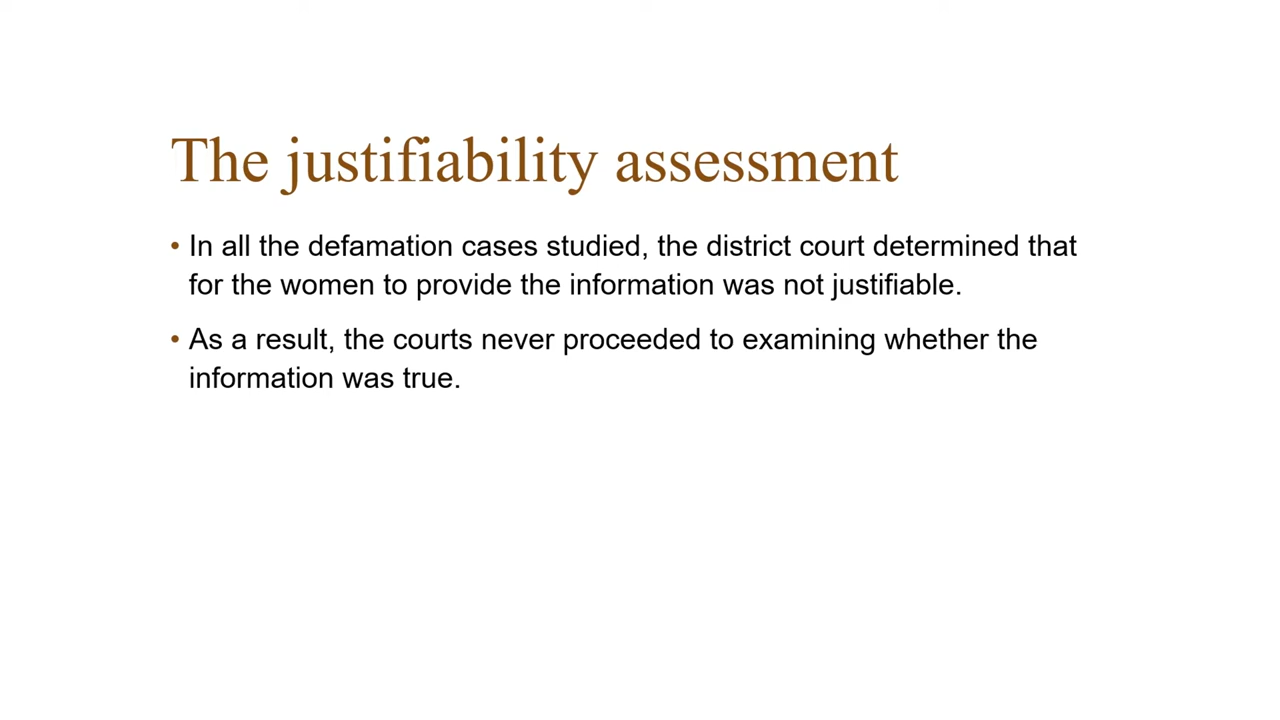 The justifiability assessment
• In all the defamation cases studied, the district court determined that
for the women to provide the information was not justifiable.
• As a result, the courts never proceeded to examining whether the
information was true.